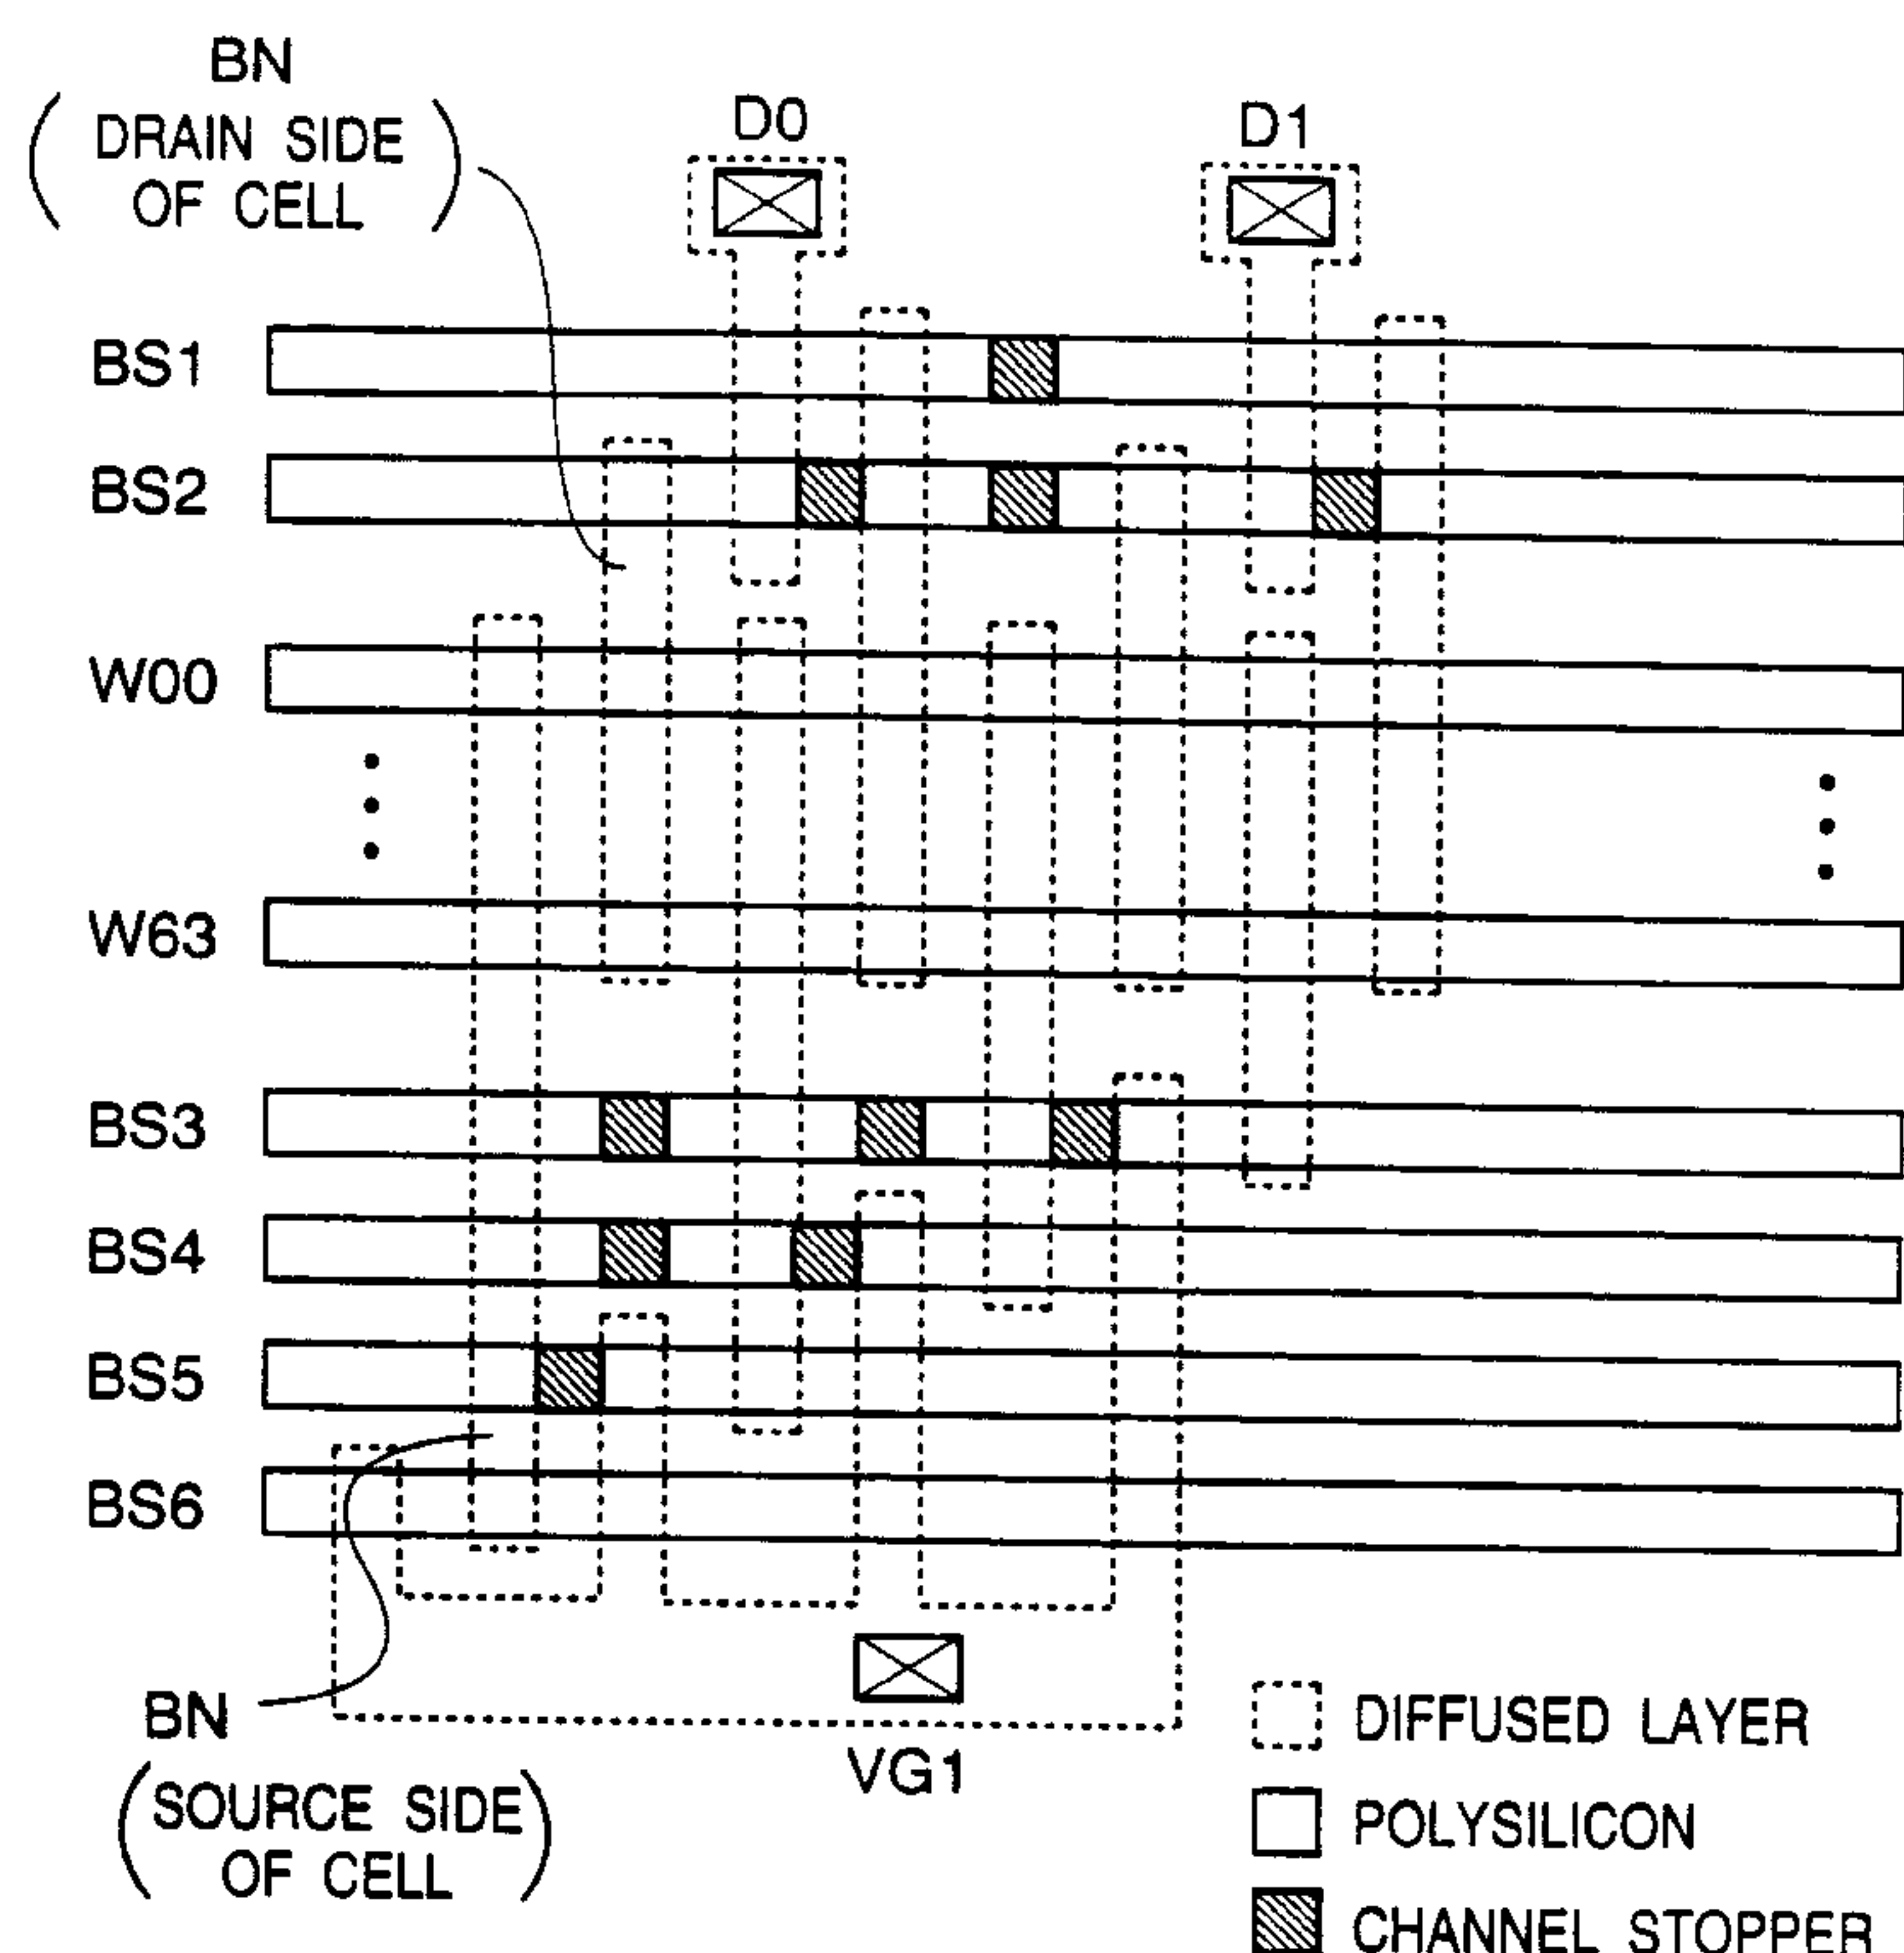 BN
DRAIN SIDE
OF CELL
D0
D1
BS1
BS2
W00
W63
BS3
BS4
BS5
BS6
BN
SOURCE SIDE
OF CELL
VG1
DIFFUSED LAYER
POLYSILICON
CHANNEL STOPPER